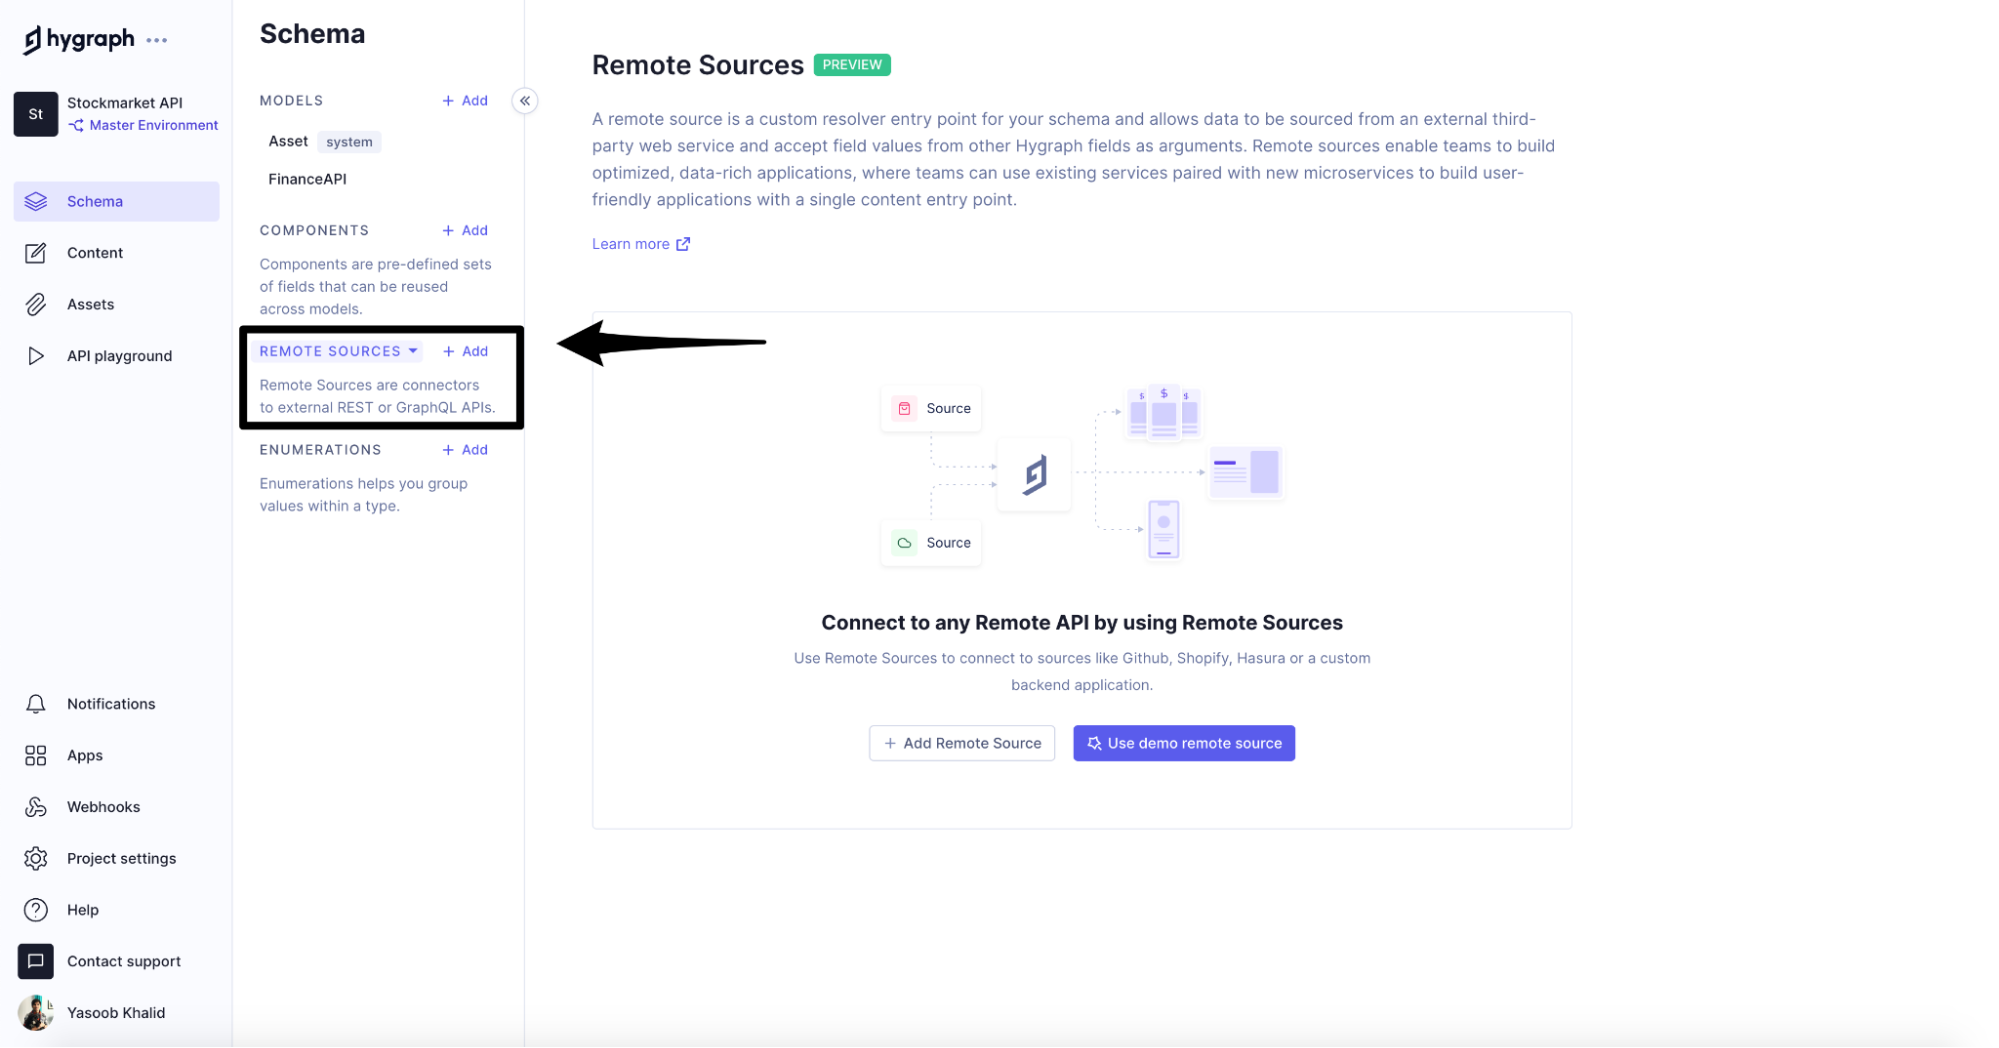 hygraph
St
Stockmarket API
Master Environment
Schema
Content
Assets
API playground
Notifications
Apps
Webhooks
Project settings
Help
Contact support
Yasoob Khalid
Schema
MODELS
+ Add
Asset system
FinanceAPI
COMPONENTS
+ Add
Components are pre-defined sets
of fields that can be reused
across models.
REMOTE SOURCES
+ Add
Remote Sources are connectors
to external REST or GraphQL APIs.
ENUMERATIONS
+ Add
Enumerations helps you group
values within a type.
Remote Sources PREVIEW
A remote source is a custom resolver entry point for your schema and allows data to be sourced from an external third-
party web service and accept field values from other Hygraph fields as arguments. Remote sources enable teams to build
optimized, data-rich applications, where teams can use existing services paired with new microservices to build user-
friendly applications with a single content entry point.
Learn more
Source
$ $ $
Source
Connect to any Remote API by using Remote Sources
Use Remote Sources to connect to sources like Github, Shopify, Hasura or a custom
backend application.
+ Add Remote Source
Use demo remote source